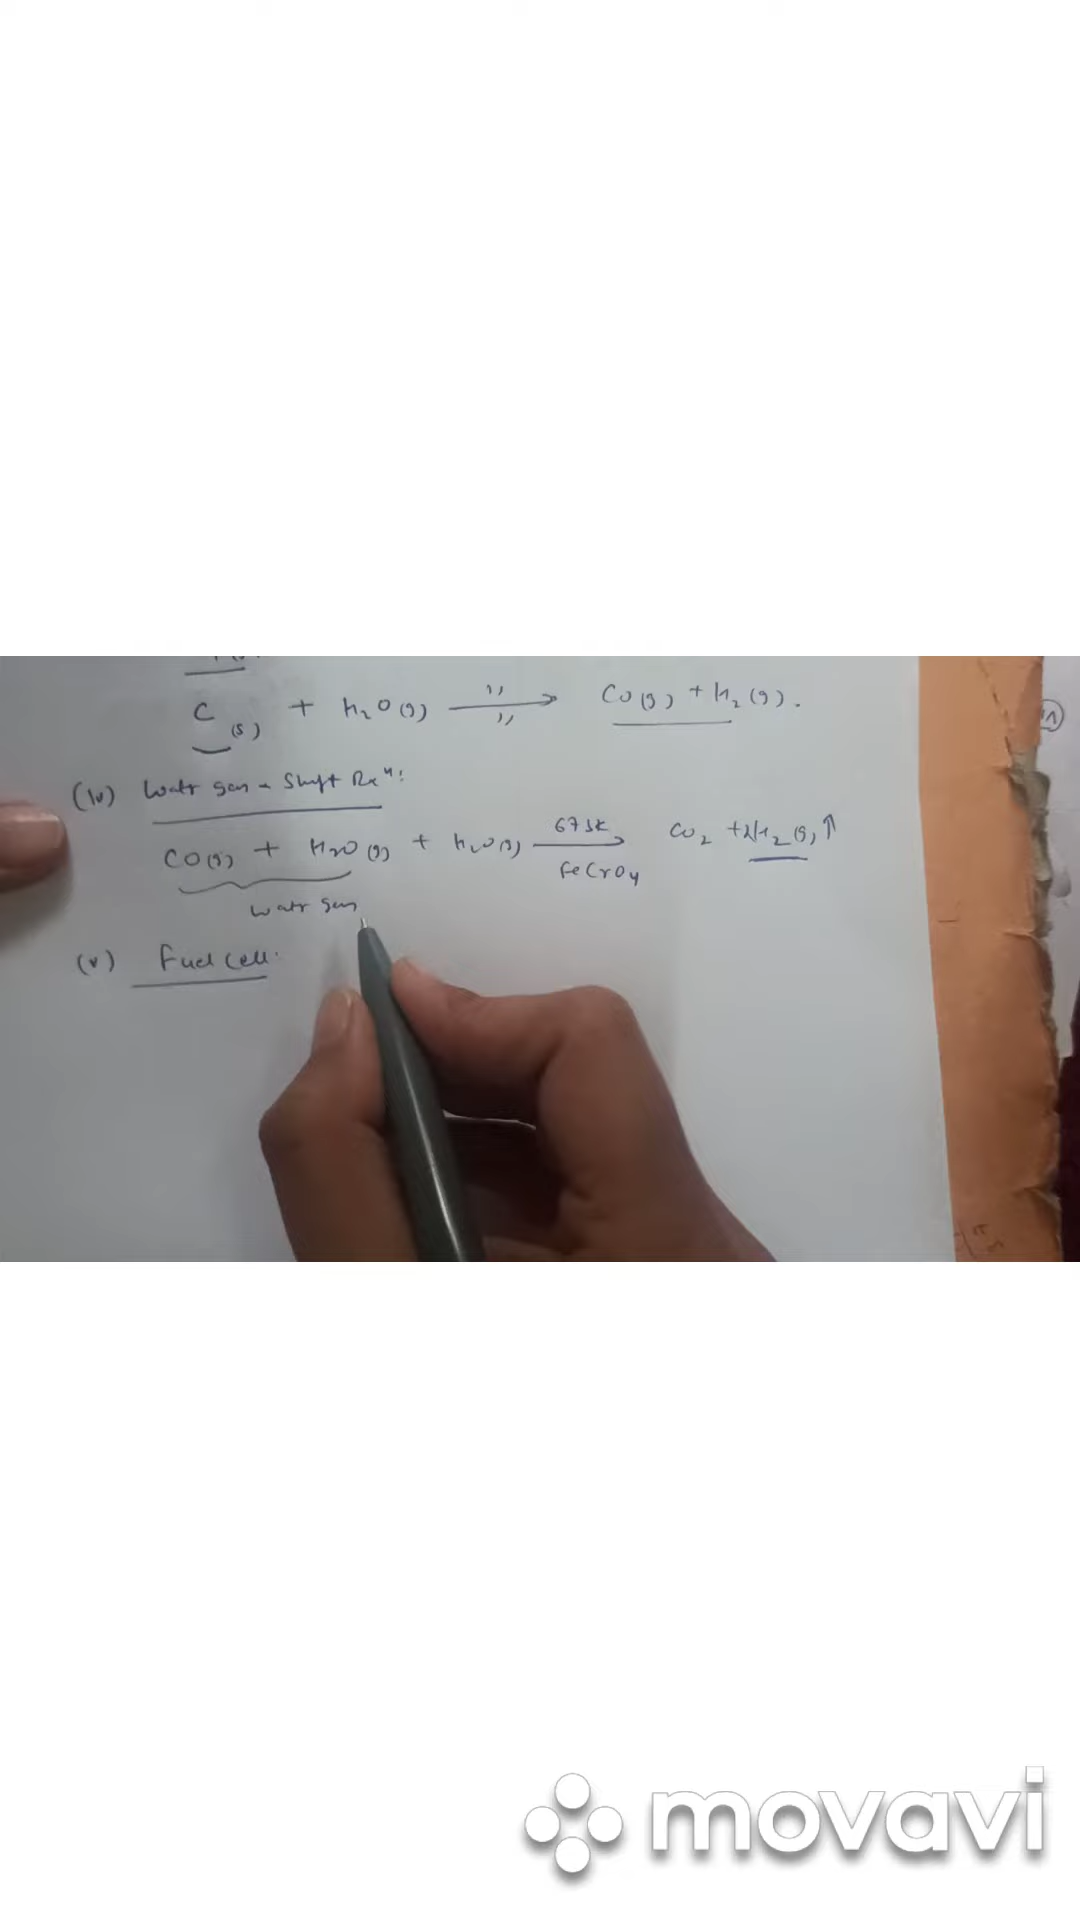 C (s) + H₂O (g) ⟶ CO(g) + H₂(g).
(iv) Water gas - Shift Rxⁿ:
CO(g) + H₂O (g) + H₂O(g) 673K CO₂ + H₂(g)↑
FeCrO₄
Water gas
(v) Fuel Cell:
movavi